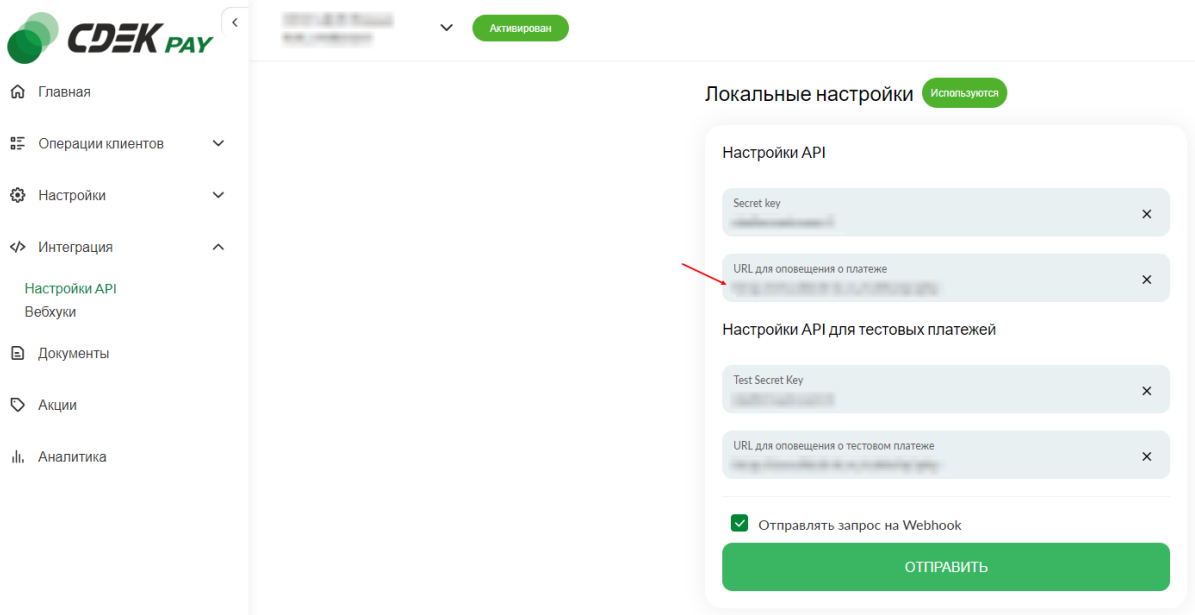 CDEK PAY
Активирован
Главная
Операции клиентов
Настройки
Интеграция
Настройки API
Вебхуки
Документы
Акции
Аналитика
Локальные настройки
Используются
Настройки API
Secret key
URL для оповещения о платеже
Настройки API для тестовых платежей
Test Secret Key
URL для оповещения о тестовом платеже
Отправлять запрос на Webhook
ОТПРАВИТЬ